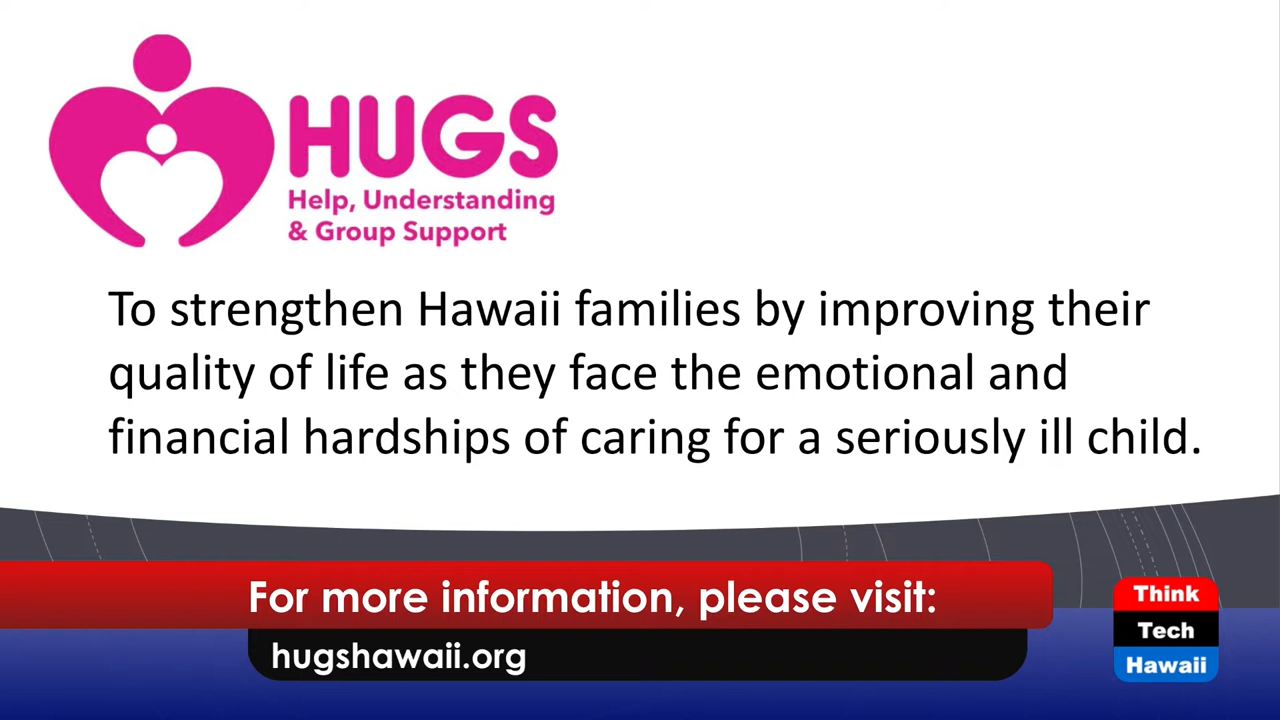 HUGS
Help, Understanding
& Group Support
To strengthen Hawaii families by improving their
quality of life as they face the emotional and
financial hardships of caring for a seriously ill child.
For more information, please visit:
hugshawaii.org
Think
Tech
Hawaii